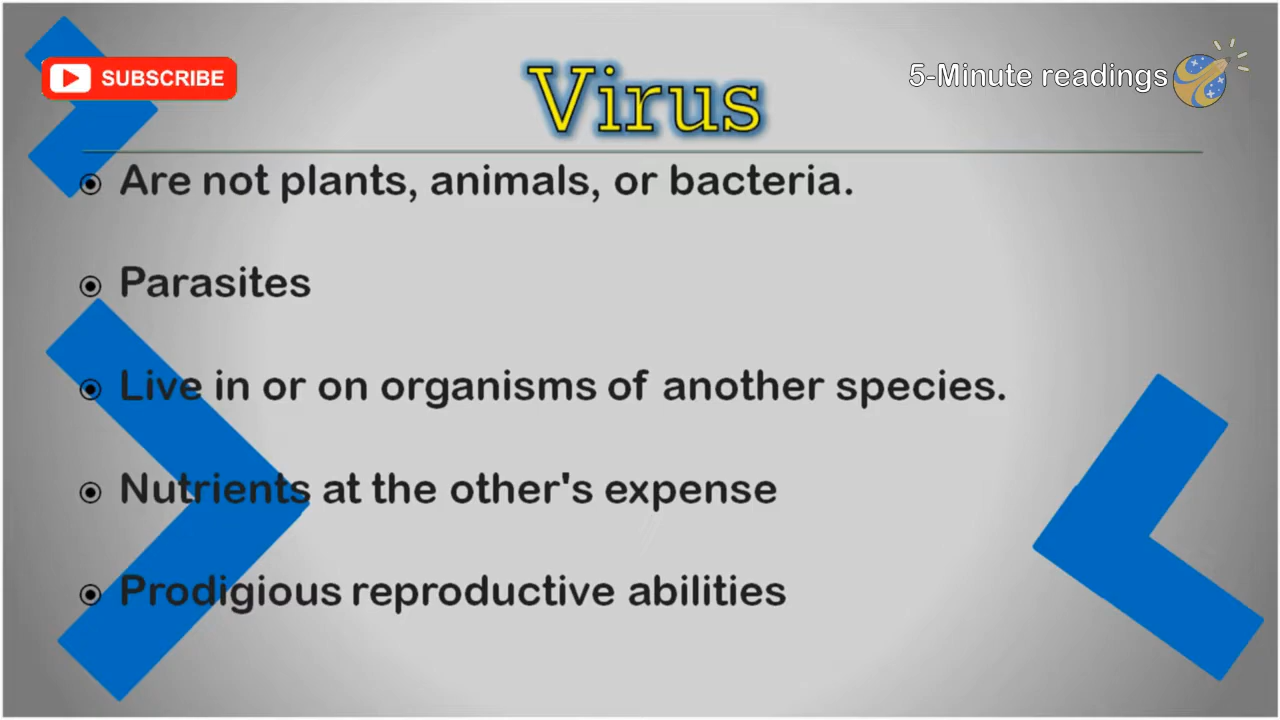 SUBSCRIBE
Virus
5-Minute readings
Are not plants, animals, or bacteria.
Parasites
Live in or on organisms of another species.
Nutrients at the other's expense
Prodigious reproductive abilities